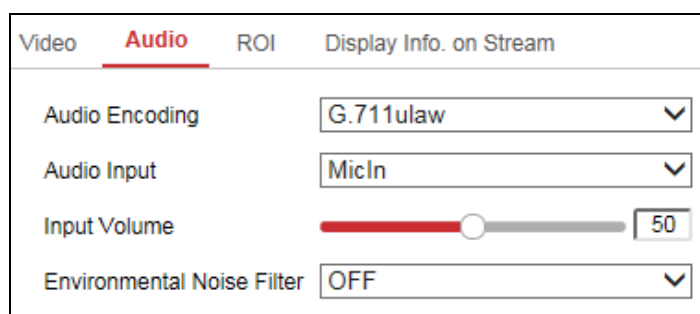 Video Audio ROI Display Info. on Stream
Audio Encoding G.711ulaw
Audio Input MicIn
Input Volume 50
Environmental Noise Filter OFF